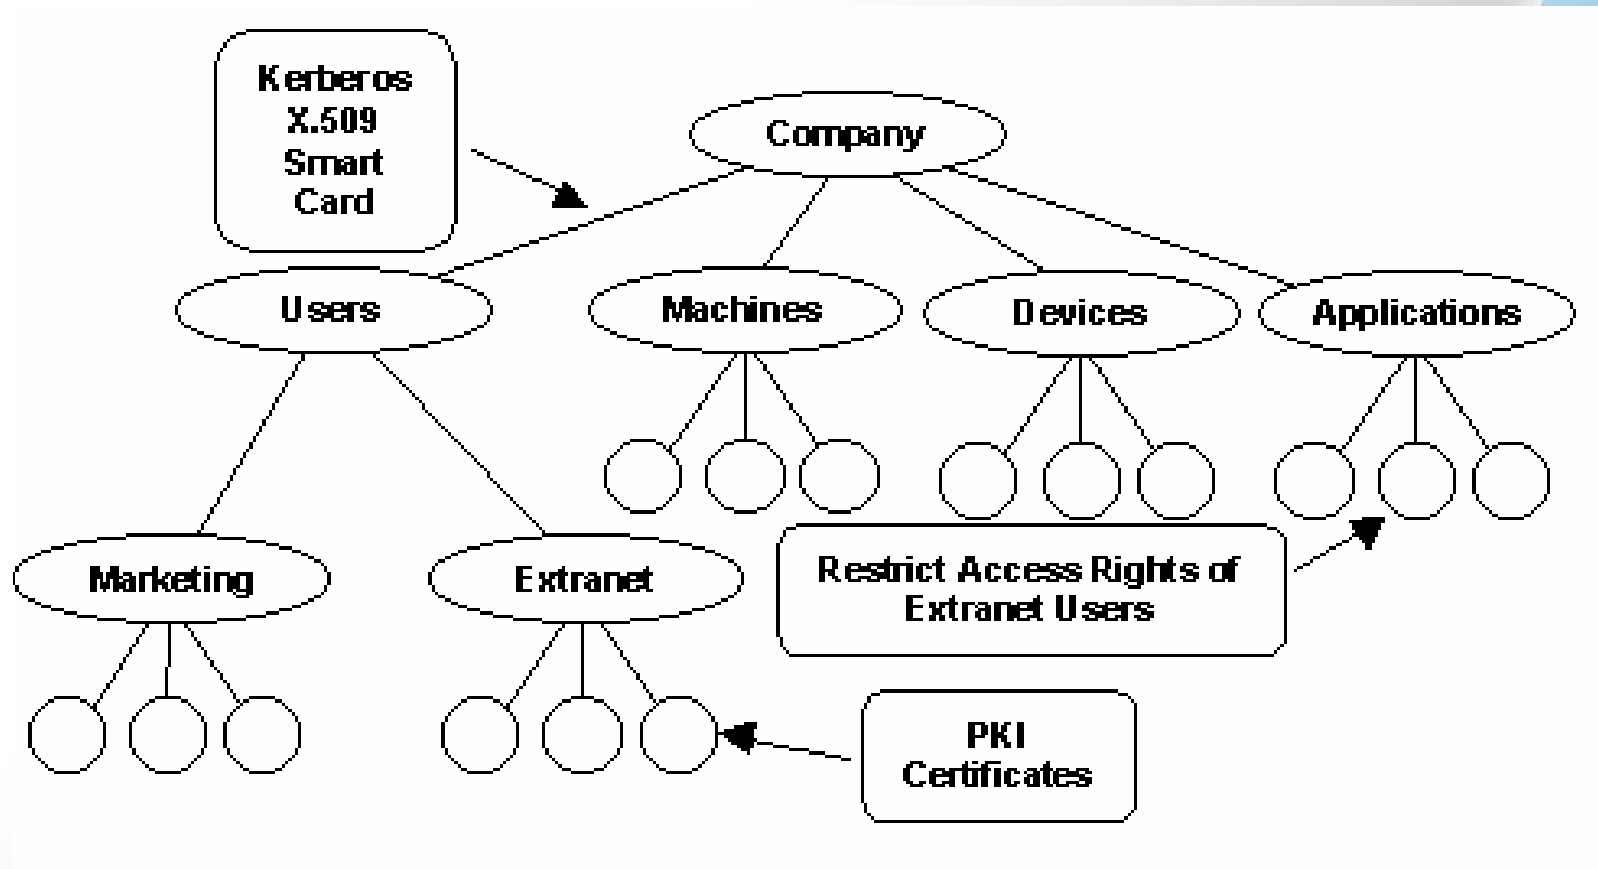 Kerberos
X.509
Smart
Card
Company
Users
Machines
Devices
Applications
Marketing
Extranet
Restrict Access Rights of
Extranet Users
PKI
Certificates